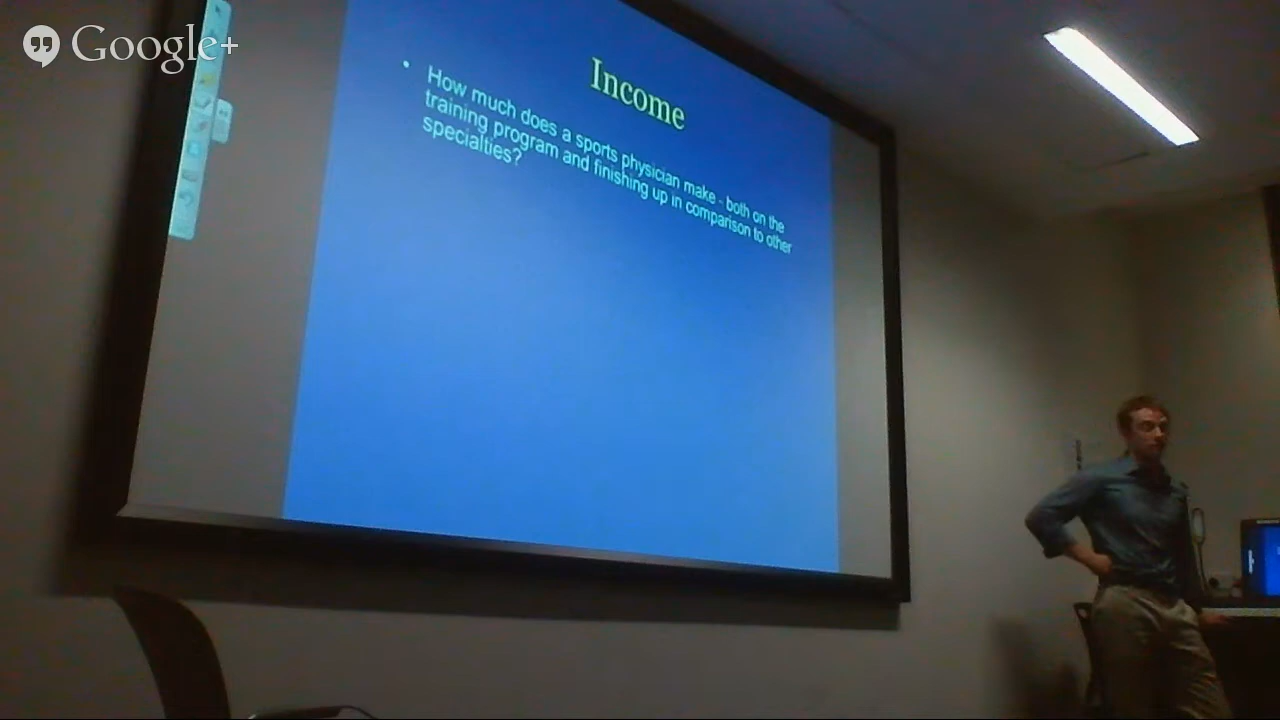 Google+
Income
• How much does a sports physician make - both on the
training program and finishing up in comparison to other
specialties?